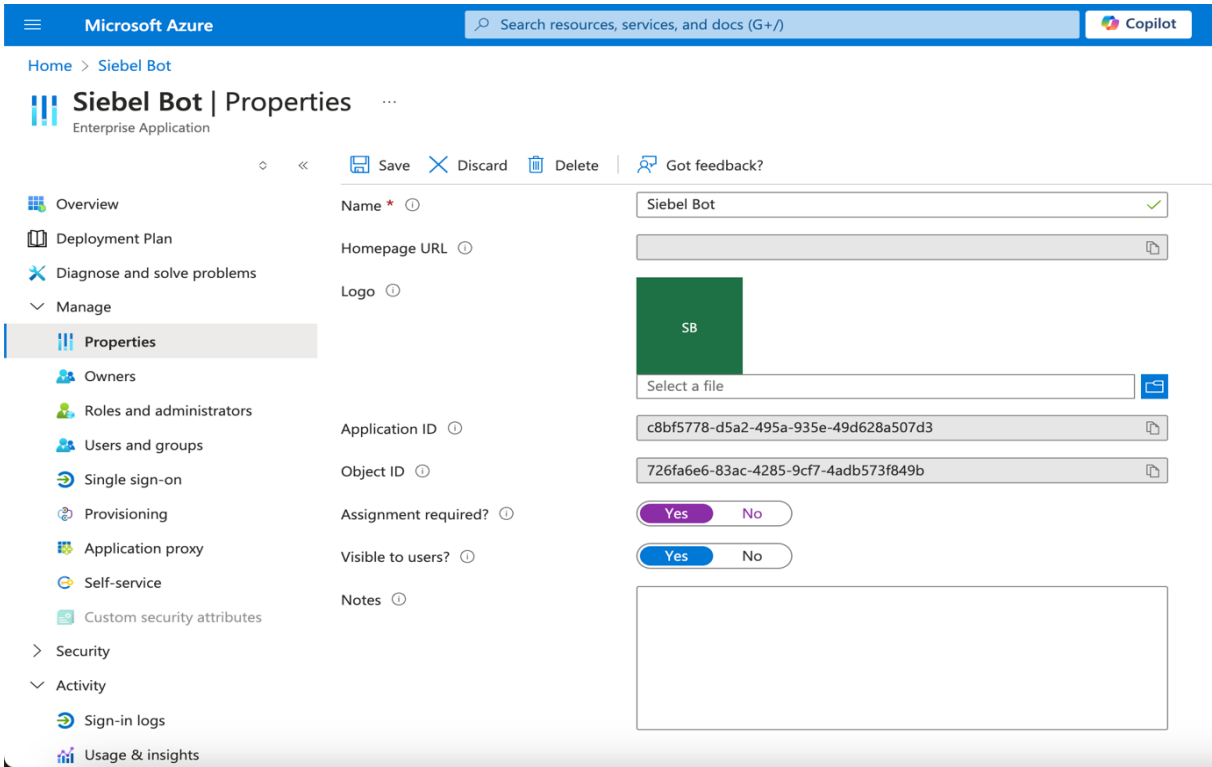 Microsoft Azure
Search resources, services, and docs (G+/)
Copilot
Home > Siebel Bot
Siebel Bot | Properties ...
Enterprise Application
Save Discard Delete Got feedback?
Overview
Deployment Plan
Diagnose and solve problems
Manage
Properties
Owners
Roles and administrators
Users and groups
Single sign-on
Provisioning
Application proxy
Self-service
Custom security attributes
Security
Activity
Sign-in logs
Usage & insights
Name * Siebel Bot
Homepage URL
Logo
SB
Select a file
Application ID c8bf5778-d5a2-495a-935e-49d628a507d3
Object ID 726fa6e6-83ac-4285-9cf7-4adb573f849b
Assignment required? Yes No
Visible to users? Yes No
Notes